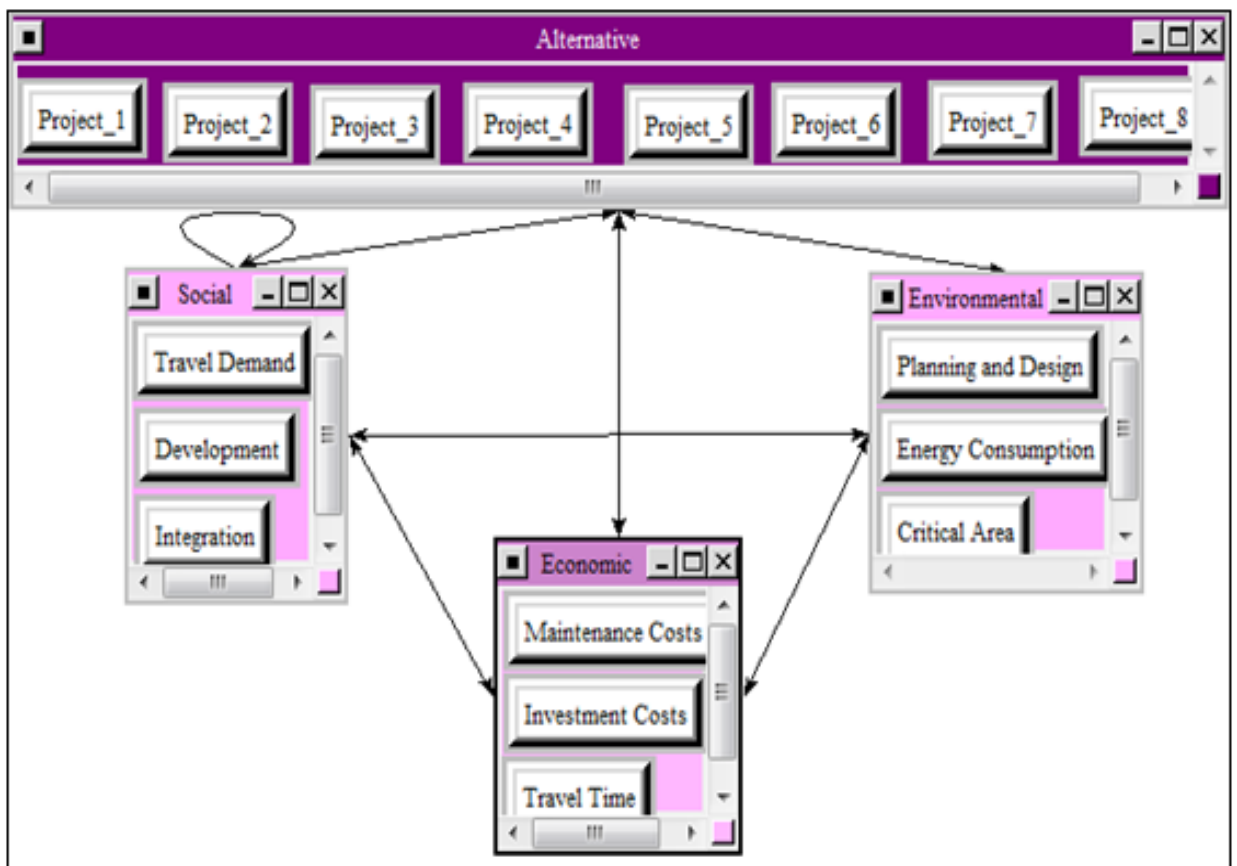 Alternative
Project_1
Project_2
Project_3
Project_4
Project_5
Project_6
Project_7
Project_8
Social
Travel Demand
Development
Integration
Environmental
Planning and Design
Energy Consumption
Critical Area
Economic
Maintenance Costs
Investment Costs
Travel Time